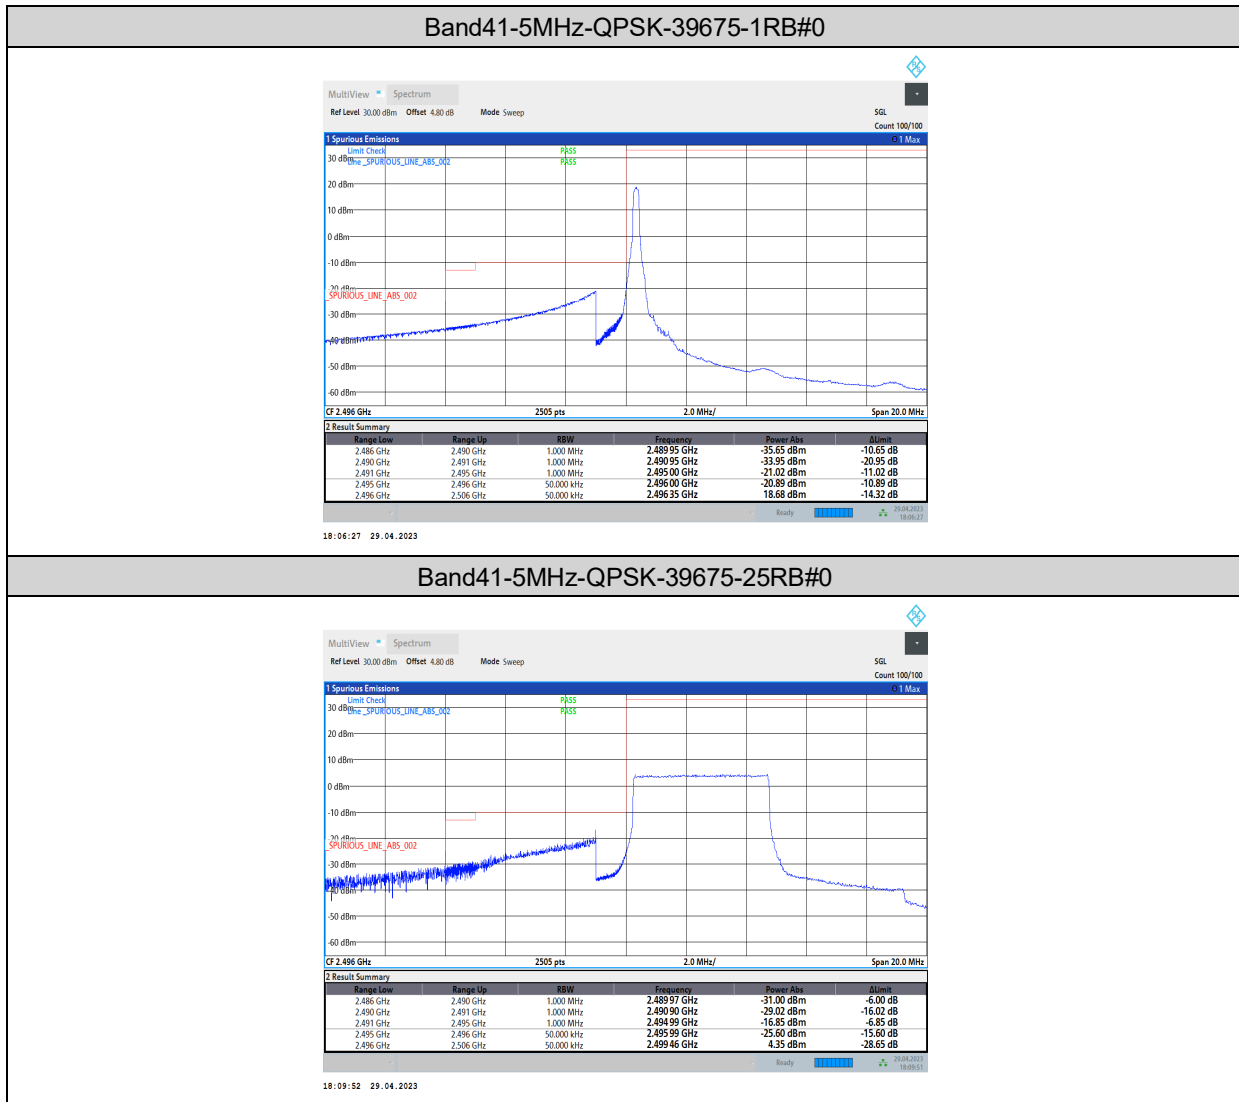 Band41-5MHz-QPSK-39675-1RB#0
MultiView Spectrum
Ref Level 30.00 dBm Offset 4.80 dB Mode Sweep SGL
Count 100/100
1 Spurious Emissions 1 Max
Limit Check PASS
30 dBm Line _SPURIOUS_LINE_ABS_002 PASS
20 dBm
10 dBm
0 dBm
-10 dBm
-20 dBm
_SPURIOUS_LINE_ABS_002
-30 dBm
-40 dBm
-50 dBm
-60 dBm
CF 2.496 GHz 2505 pts 2.0 MHz/ Span 20.0 MHz
2 Result Summary
Range Low Range Up RBW Frequency Power Abs ΔLimit
2.486 GHz 2.490 GHz 1.000 MHz 2.48995 GHz -35.65 dBm -10.65 dB
2.490 GHz 2.491 GHz 1.000 MHz 2.49095 GHz -33.95 dBm -20.95 dB
2.491 GHz 2.495 GHz 1.000 MHz 2.49500 GHz -21.02 dBm -11.02 dB
2.495 GHz 2.496 GHz 50.000 kHz 2.49600 GHz -20.89 dBm -10.89 dB
2.496 GHz 2.506 GHz 50.000 kHz 2.49635 GHz 18.68 dBm -14.32 dB
Ready 29.04.2023
18:06:27
18:06:27 29.04.2023
Band41-5MHz-QPSK-39675-25RB#0
MultiView Spectrum
Ref Level 30.00 dBm Offset 4.80 dB Mode Sweep SGL
Count 100/100
1 Spurious Emissions 1 Max
Limit Check PASS
30 dBm Line _SPURIOUS_LINE_ABS_002 PASS
20 dBm
10 dBm
0 dBm
-10 dBm
-20 dBm
_SPURIOUS_LINE_ABS_002
-30 dBm
-40 dBm
-50 dBm
-60 dBm
CF 2.496 GHz 2505 pts 2.0 MHz/ Span 20.0 MHz
2 Result Summary
Range Low Range Up RBW Frequency Power Abs ΔLimit
2.486 GHz 2.490 GHz 1.000 MHz 2.48997 GHz -31.00 dBm -6.00 dB
2.490 GHz 2.491 GHz 1.000 MHz 2.49090 GHz -29.02 dBm -16.02 dB
2.491 GHz 2.495 GHz 1.000 MHz 2.49499 GHz -16.85 dBm -6.85 dB
2.495 GHz 2.496 GHz 50.000 kHz 2.49599 GHz -25.60 dBm -15.60 dB
2.496 GHz 2.506 GHz 50.000 kHz 2.49946 GHz 4.35 dBm -28.65 dB
Ready 29.04.2023
18:09:51
18:09:52 29.04.2023